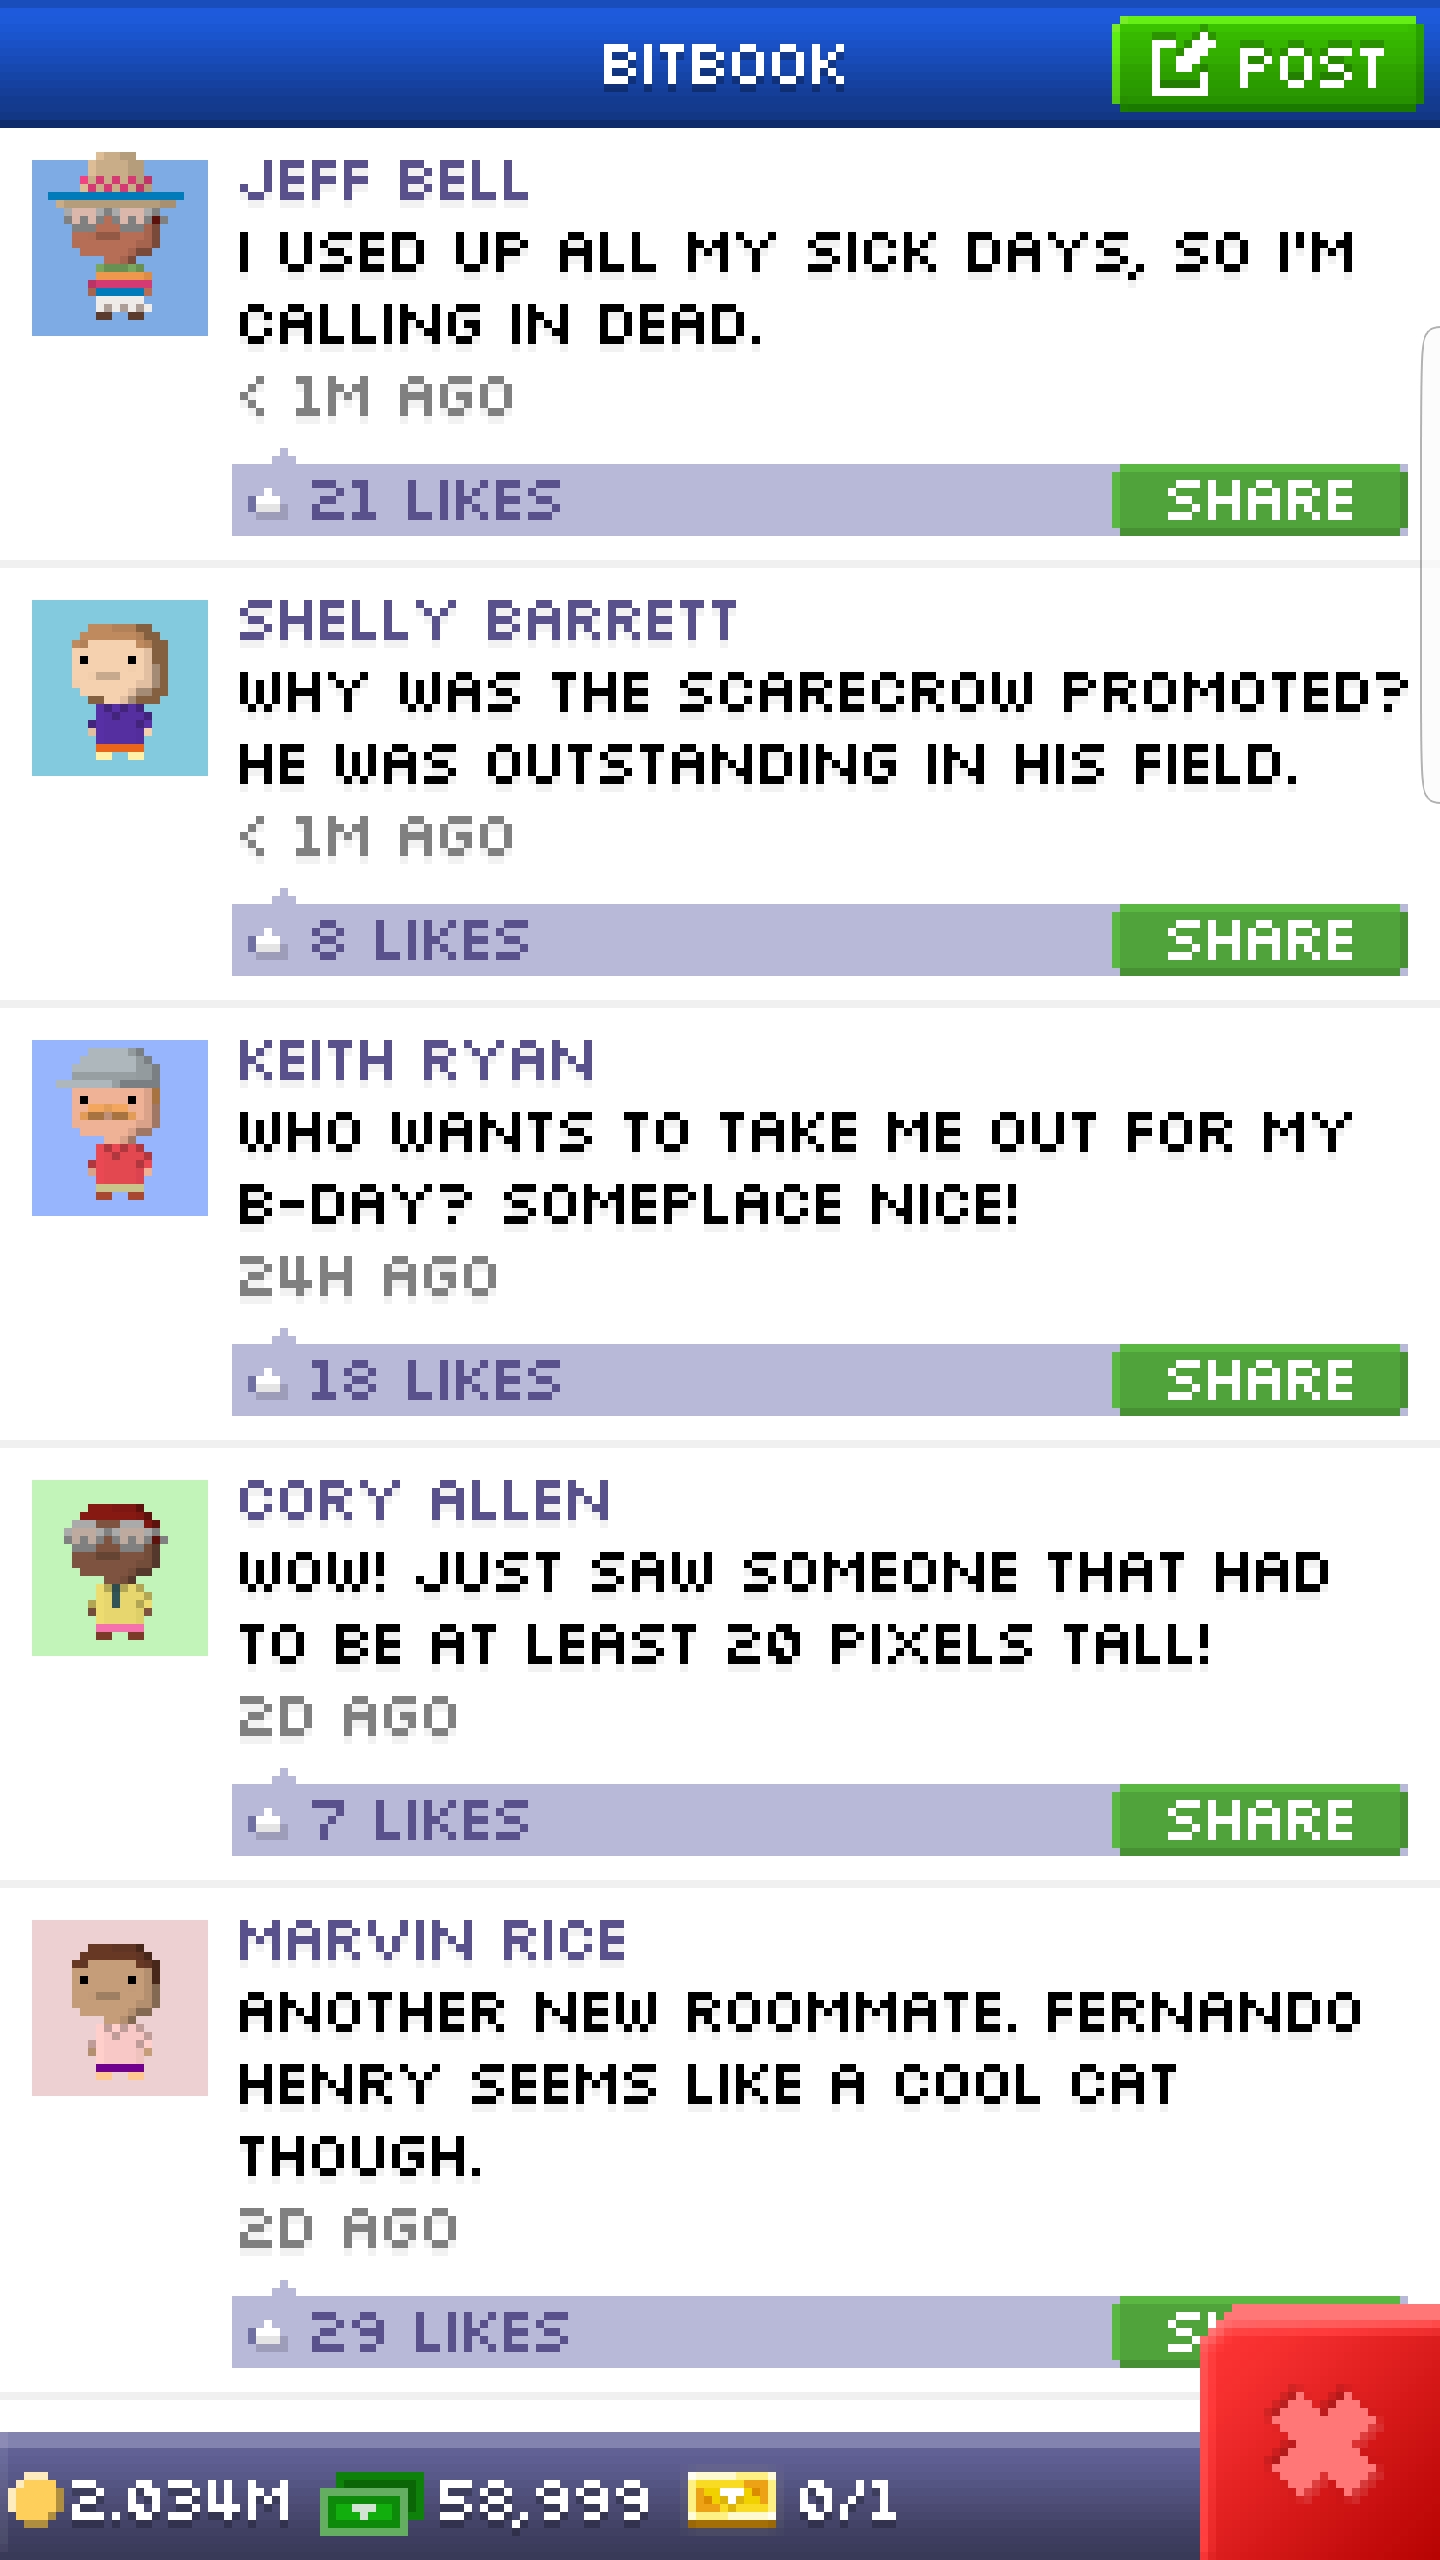 BITBOOK
POST
JEFF BELL
I USED UP ALL MY SICK DAYS, SO I'M
CALLING IN DEAD.
< 1M AGO
21 LIKES
SHARE
SHELLY BARRETT
WHY WAS THE SCARECROW PROMOTED?
HE WAS OUTSTANDING IN HIS FIELD.
< 1M AGO
8 LIKES
SHARE
KEITH RYAN
WHO WANTS TO TAKE ME OUT FOR MY
B-DAY? SOMEPLACE NICE!
24H AGO
18 LIKES
SHARE
CORY ALLEN
WOW! JUST SAW SOMEONE THAT HAD
TO BE AT LEAST 20 PIXELS TALL!
2D AGO
7 LIKES
SHARE
MARVIN RICE
ANOTHER NEW ROOMMATE. FERNANDO
HENRY SEEMS LIKE A COOL CAT
THOUGH.
2D AGO
29 LIKES
2.034M
58,999
0/1